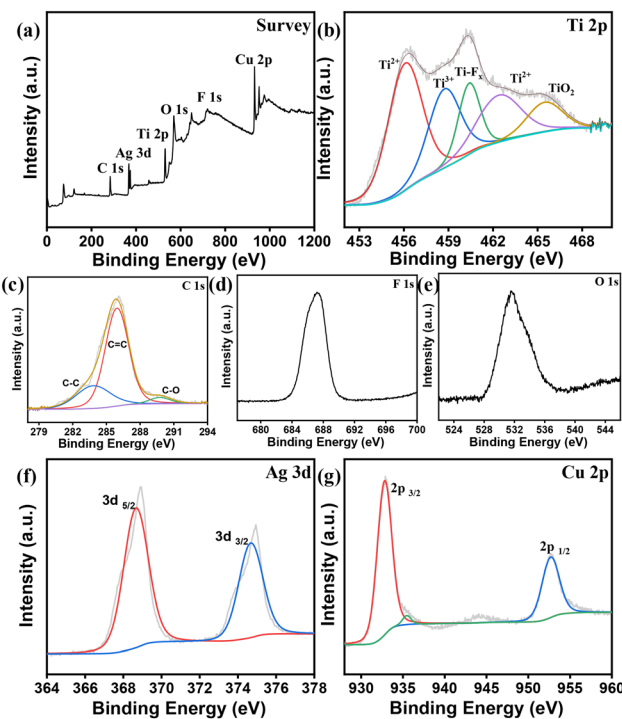 (a)
Survey
Cu 2p
F 1s
O 1s
Ti 2p
Ag 3d
C 1s
Intensity (a.u.)
0 200 400 600 800 1000 1200
Binding Energy (eV)
(b)
Ti 2p
Ti²⁺
Ti³⁺
Ti-Fₓ
Ti²⁺
TiO₂
Intensity (a.u.)
453 456 459 462 465 468
Binding Energy (eV)
(c)
C 1s
C=C
C-C
C-O
Intensity (a.u.)
279 282 285 288 291 294
Binding Energy (eV)
(d)
F 1s
Intensity (a.u.)
680 684 688 692 696 700
Binding Energy (eV)
(e)
O 1s
Intensity (a.u.)
524 528 532 536 540 544
Binding Energy (eV)
(f)
Ag 3d
3d 5/2
3d 3/2
Intensity (a.u.)
364 366 368 370 372 374 376 378
Binding Energy (eV)
(g)
Cu 2p
2p 3/2
2p 1/2
Intensity (a.u.)
930 935 940 945 950 955 960
Binding Energy (eV)